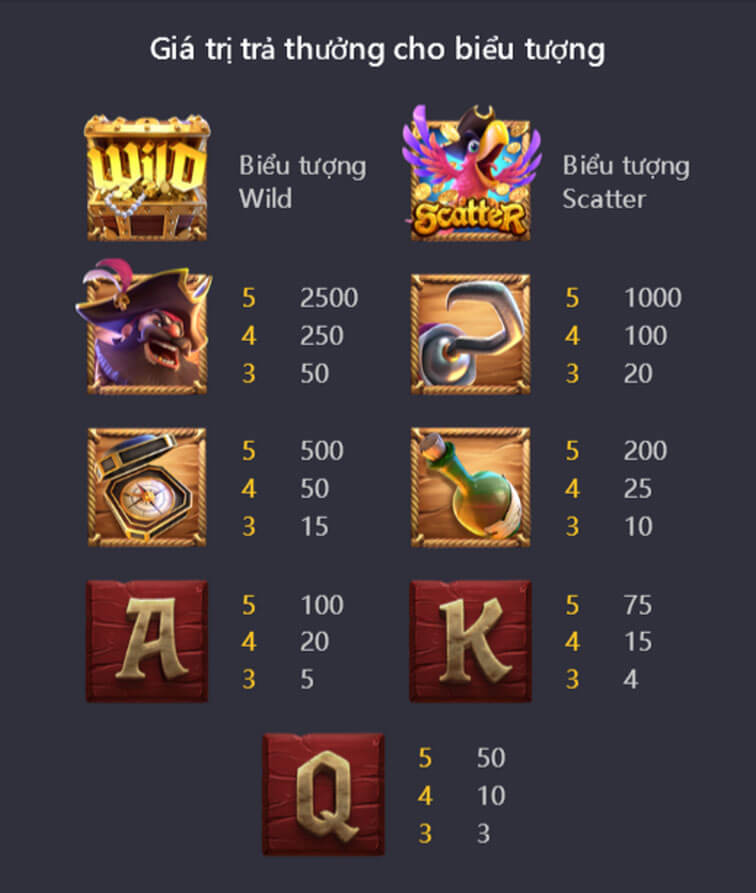 Giá trị trả thưởng cho biểu tượng
Wild
Biểu tượng
Wild
Scatter
Biểu tượng
Scatter
5 2500
4 250
3 50
5 1000
4 100
3 20
5 500
4 50
3 15
5 200
4 25
3 10
A
5 100
4 20
3 5
K
5 75
4 15
3 4
Q
5 50
4 10
3 3